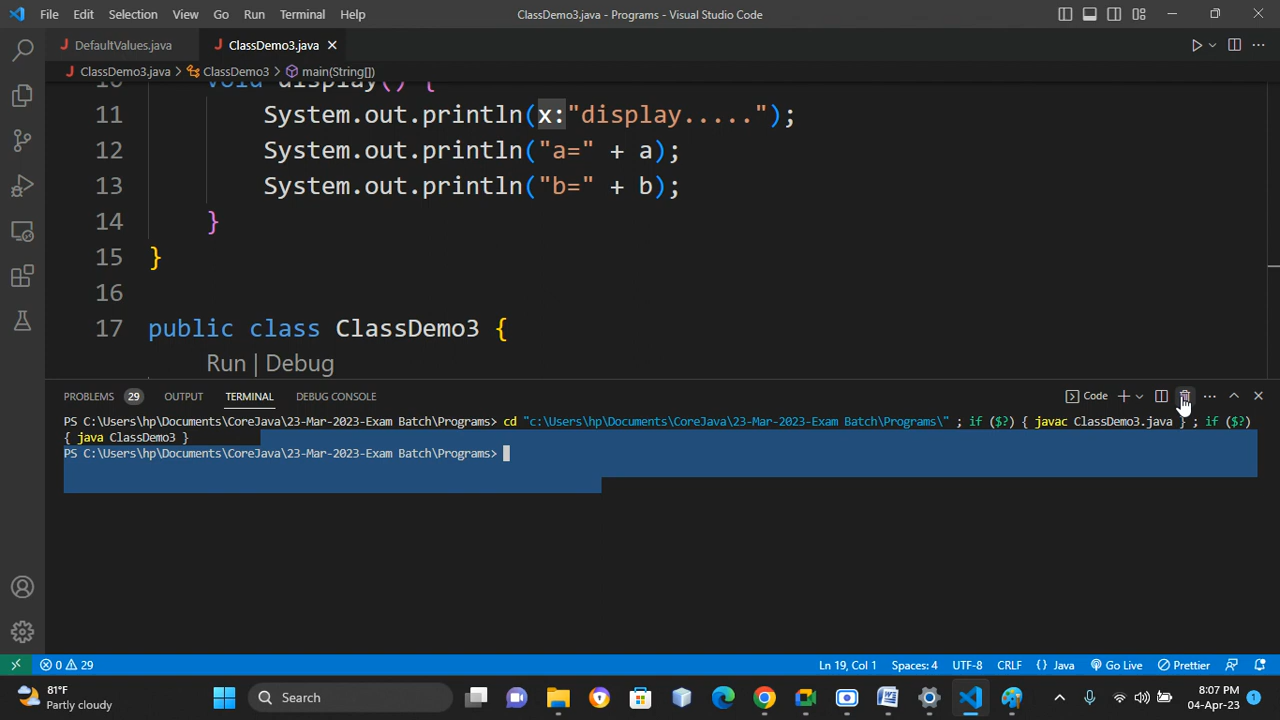 File Edit Selection View Go Run Terminal Help ClassDemo3.java - Programs - Visual Studio Code
DefaultValues.java ClassDemo3.java
ClassDemo3.java > ClassDemo3 > main(String[])
10 void display() {
11 System.out.println(x:"display.....");
12 System.out.println("a=" + a);
13 System.out.println("b=" + b);
14 }
15 }
16
17 public class ClassDemo3 {
Run | Debug
PROBLEMS 29 OUTPUT TERMINAL DEBUG CONSOLE Code
PS C:\Users\hp\Documents\CoreJava\23-Mar-2023-Exam Batch\Programs> cd "c:\Users\hp\Documents\CoreJava\23-Mar-2023-Exam Batch\Programs\" ; if ($?) { javac ClassDemo3.java } ; if ($?)
{ java ClassDemo3 }
PS C:\Users\hp\Documents\CoreJava\23-Mar-2023-Exam Batch\Programs>
0 29 Ln 19, Col 1 Spaces: 4 UTF-8 CRLF {} Java Go Live Prettier
81°F
Partly cloudy
Search
8:07 PM
04-Apr-23
1